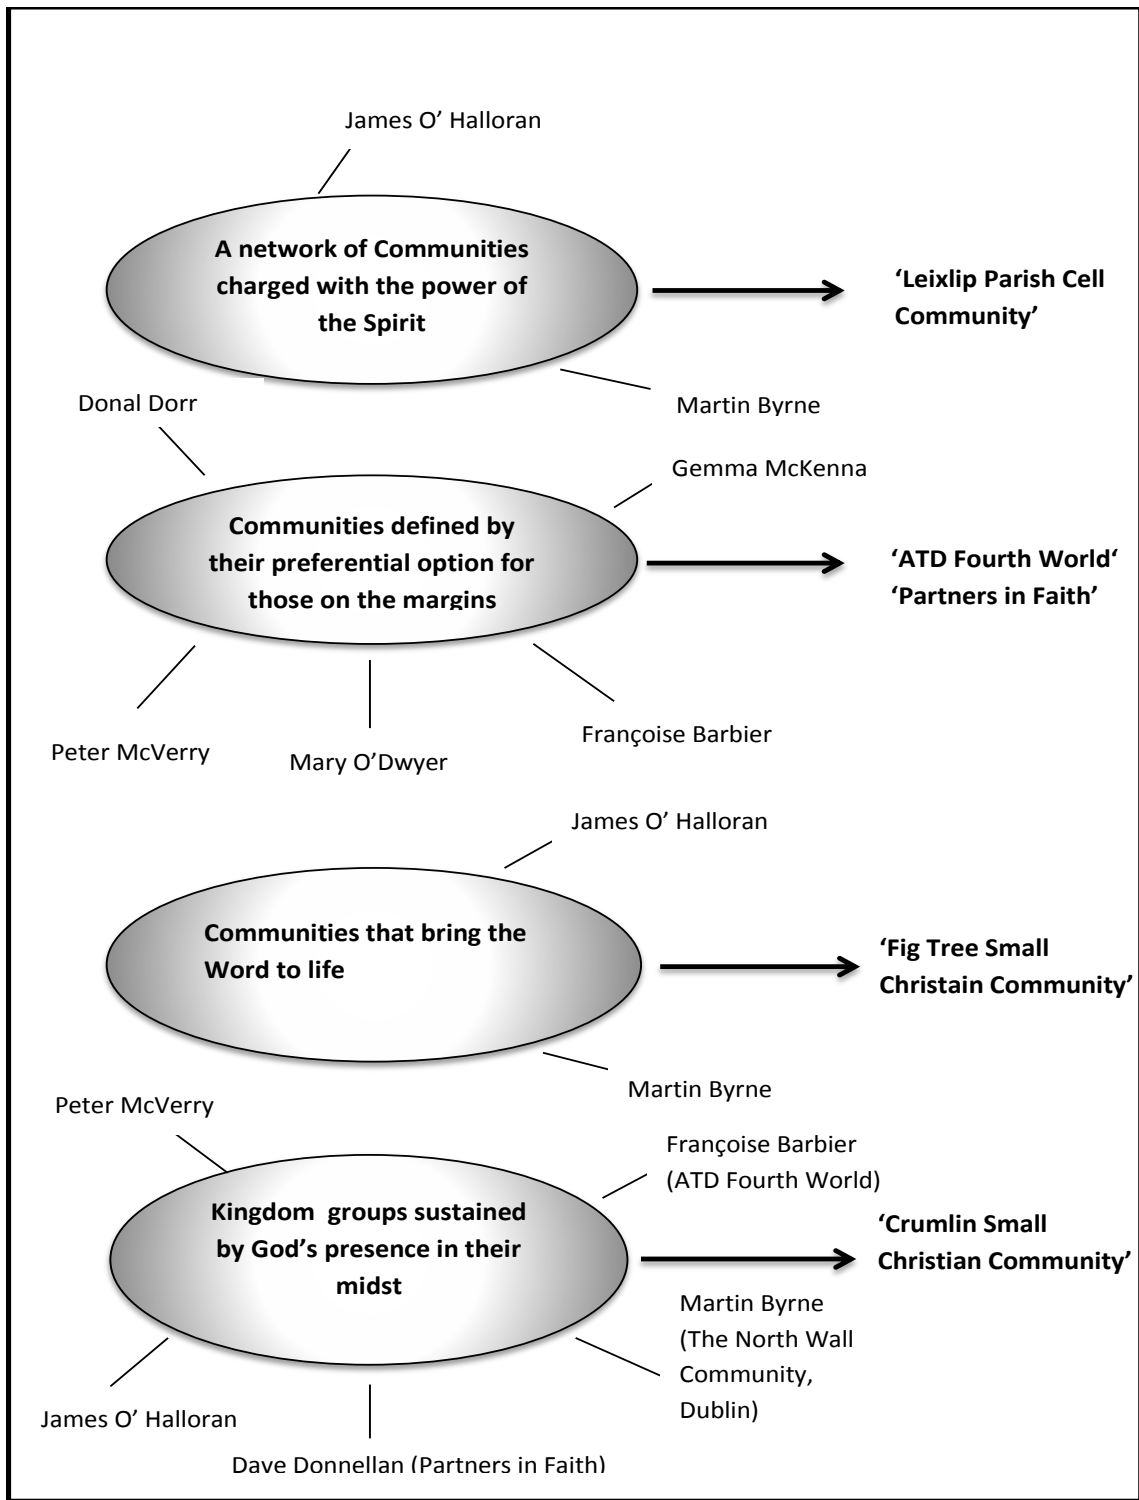 James O' Halloran
A network of Communities
charged with the power of
the Spirit
‘Leixlip Parish Cell
Community’
Martin Byrne
Donal Dorr
Gemma McKenna
Communities defined by
their preferential option for
those on the margins
‘ATD Fourth World‘
‘Partners in Faith’
Peter McVerry
Mary O’Dwyer
Françoise Barbier
James O’ Halloran
Communities that bring the
Word to life
‘Fig Tree Small
Christain Community’
Martin Byrne
Peter McVerry
Françoise Barbier
(ATD Fourth World)
Kingdom groups sustained
by God’s presence in their
midst
‘Crumlin Small
Christian Community’
Martin Byrne
(The North Wall
Community,
Dublin)
James O’ Halloran
Dave Donnellan (Partners in Faith)